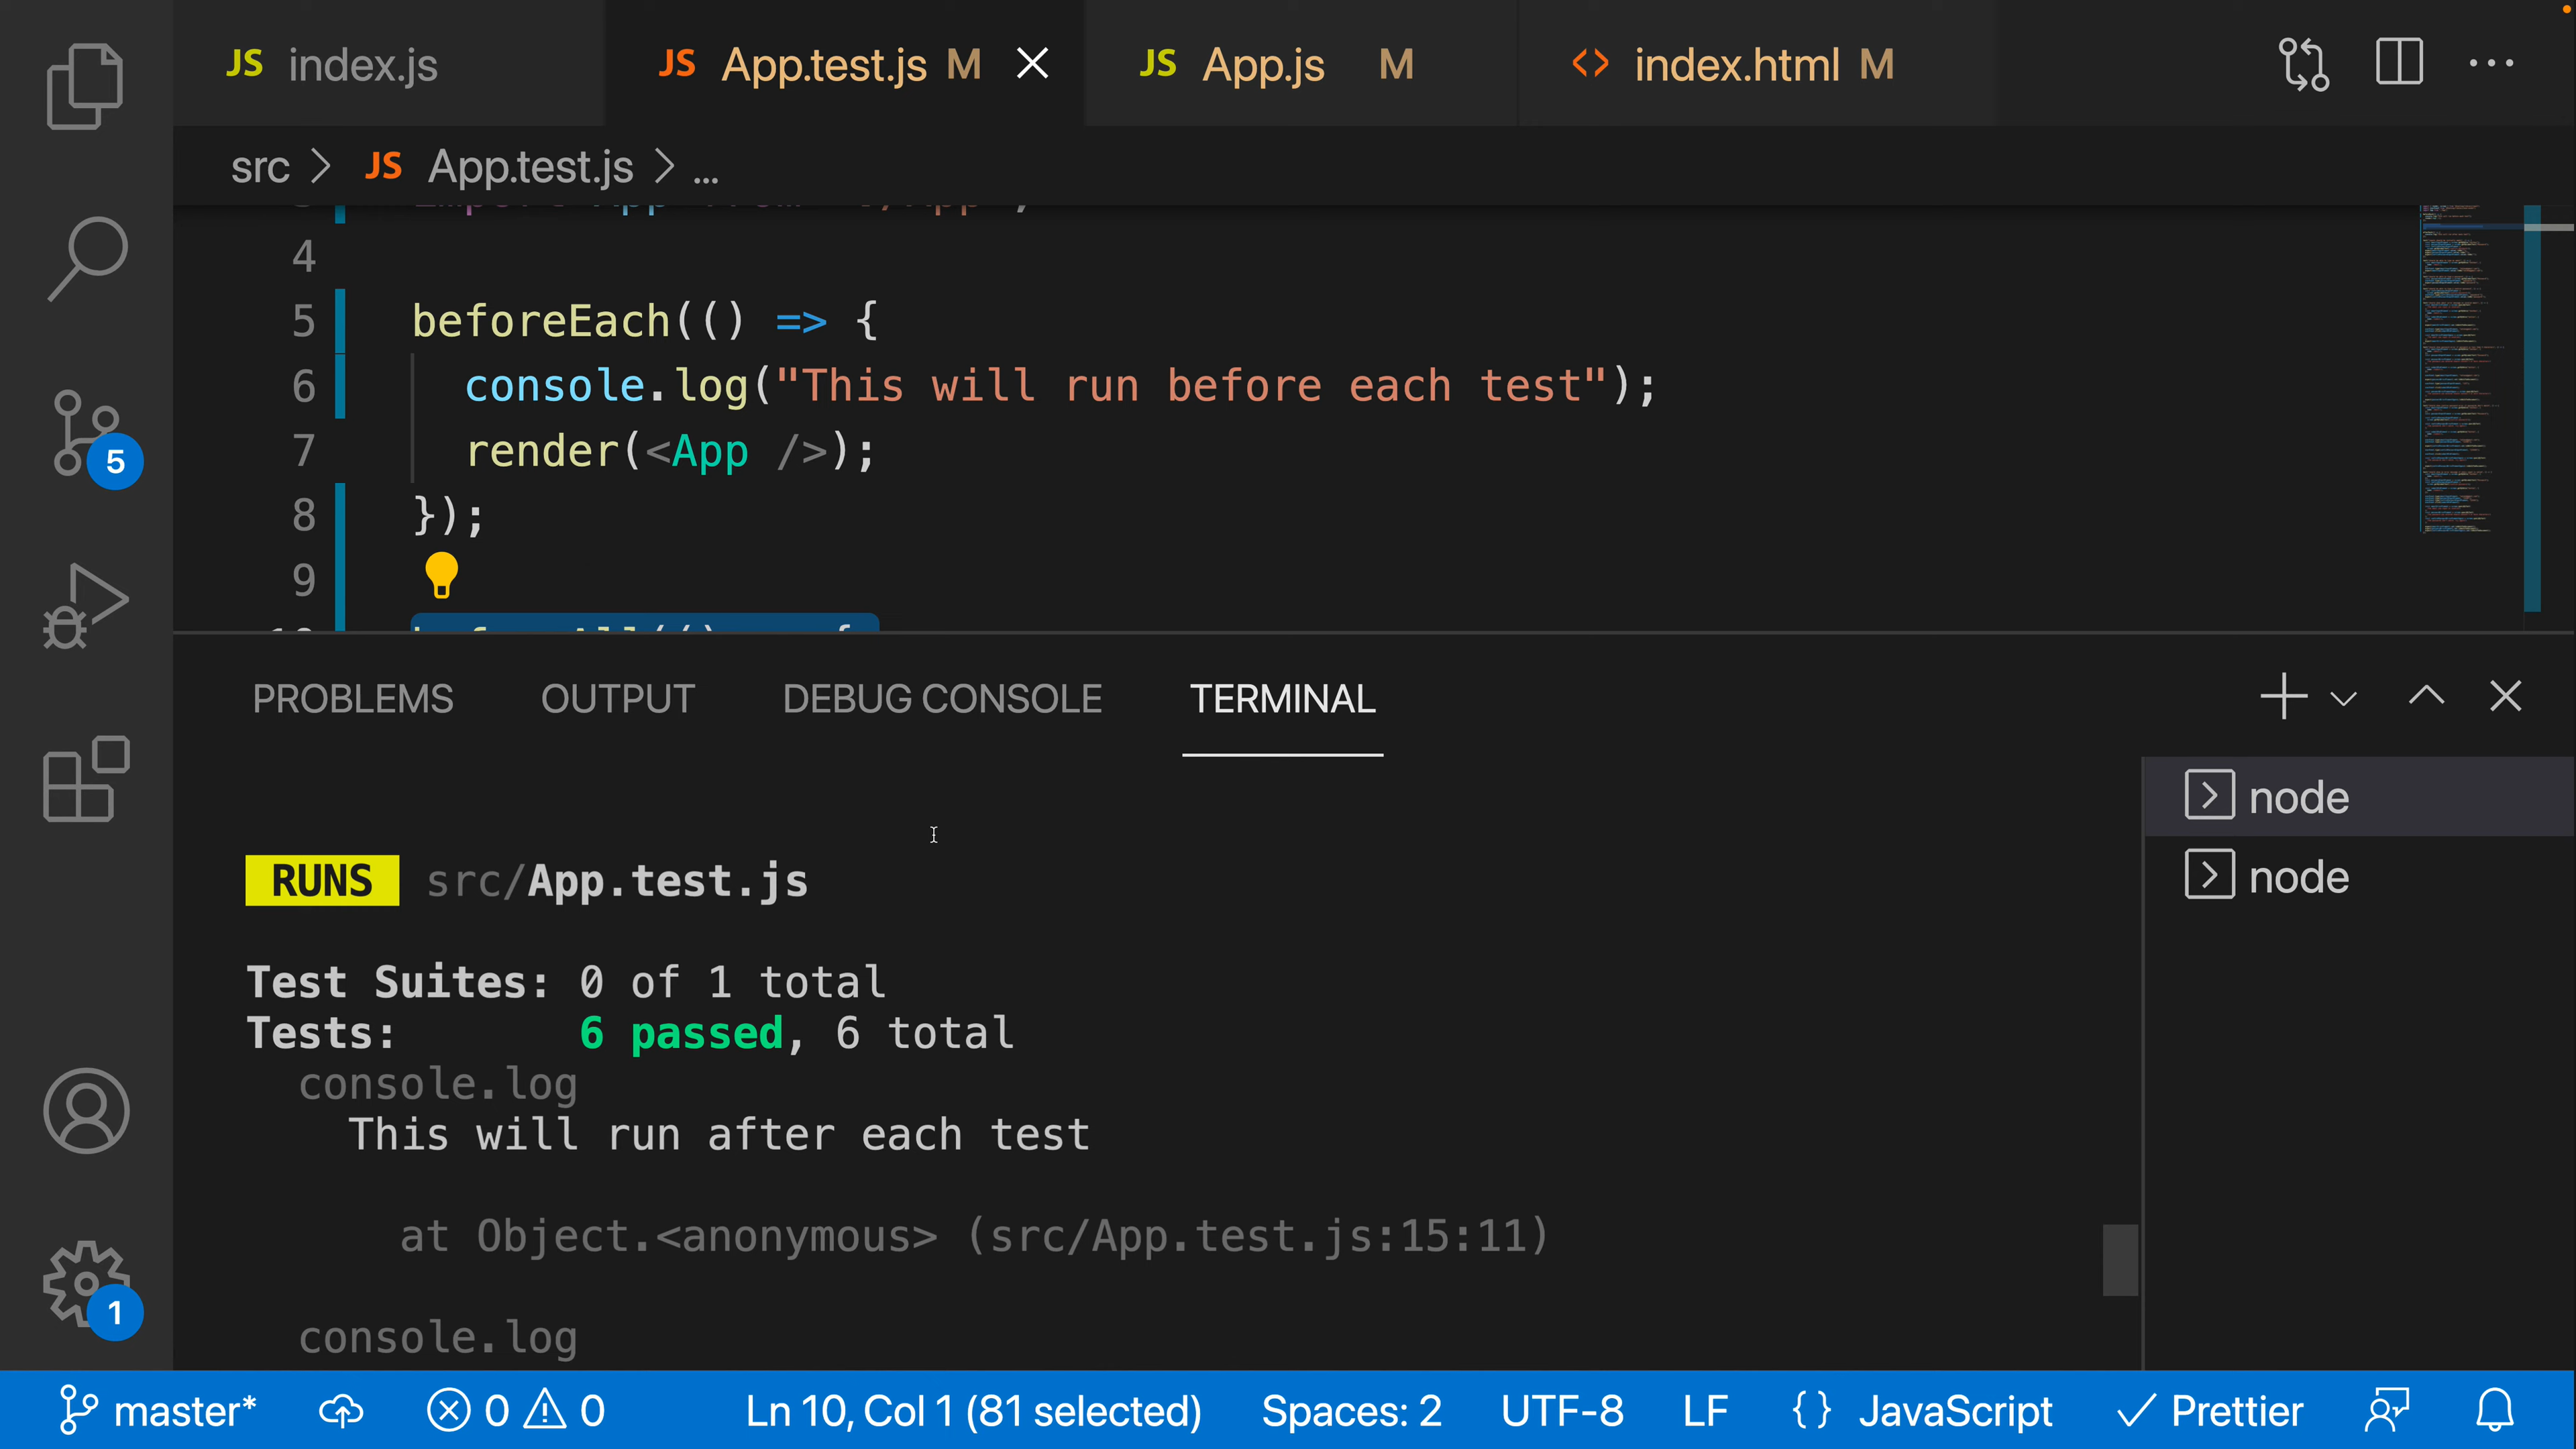 JS index.js
JS App.test.js M
JS App.js M
<> index.html M
src > JS App.test.js > ...
4
5 beforeEach(() => {
6 console.log("This will run before each test");
7 render(<App />);
8 });
9
PROBLEMS OUTPUT DEBUG CONSOLE TERMINAL
node
node
RUNS src/App.test.js
Test Suites: 0 of 1 total
Tests: 6 passed, 6 total
console.log
This will run after each test
at Object.<anonymous> (src/App.test.js:15:11)
console.log
5
1
master* 0 0 Ln 10, Col 1 (81 selected) Spaces: 2 UTF-8 LF {} JavaScript Prettier